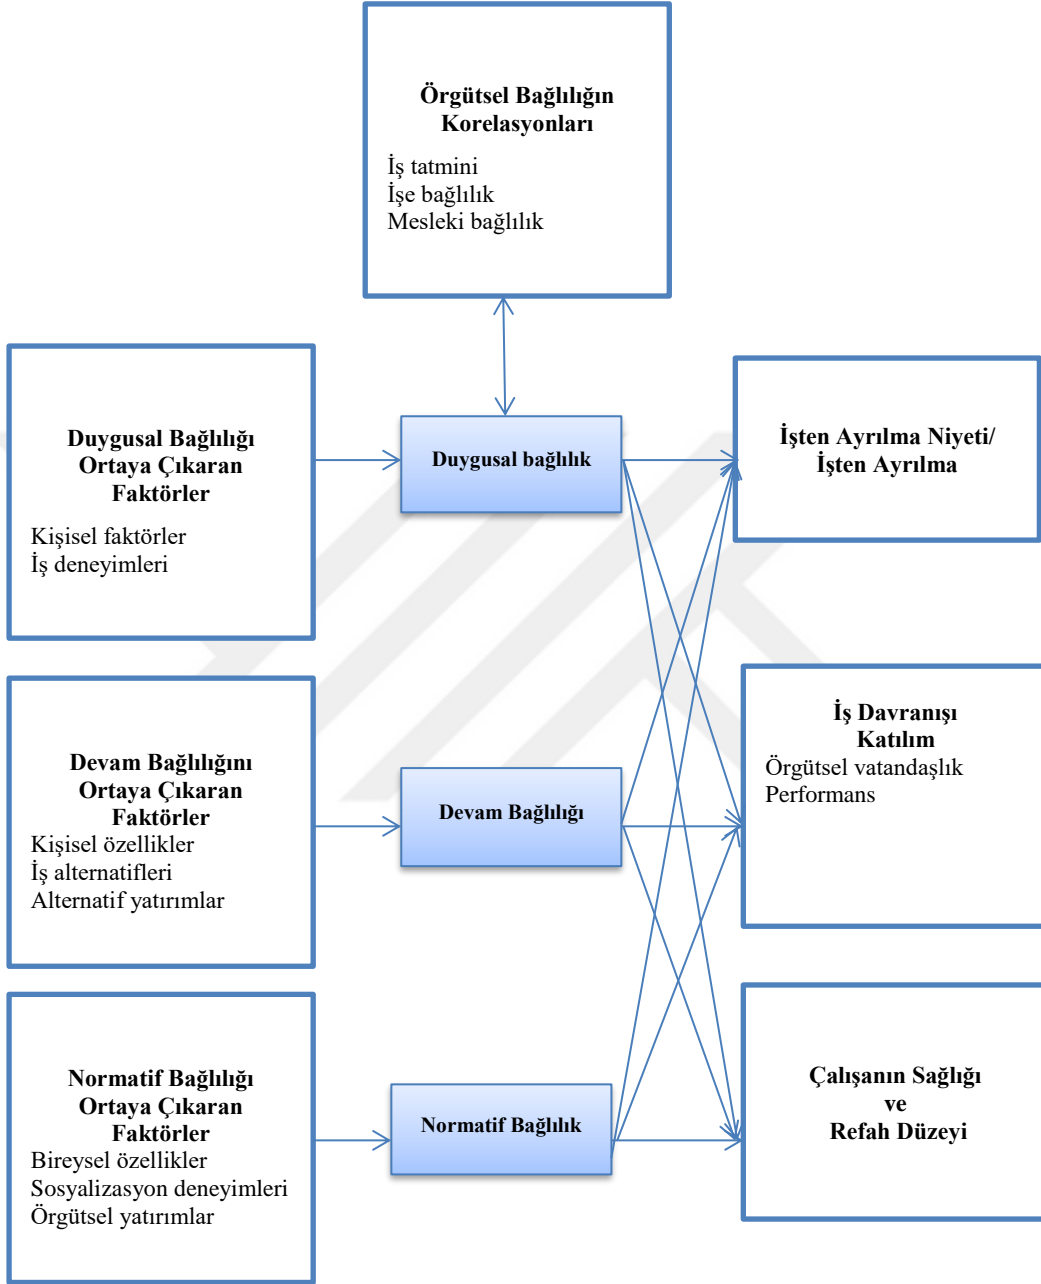 Örgütsel Bağlılığın
Korelasyonları
İş tatmini
İşe bağlılık
Mesleki bağlılık
Duygusal Bağlılığı
Ortaya Çıkaran
Faktörler
Kişisel faktörler
İş deneyimleri
Duygusal bağlılık
İşten Ayrılma Niyeti/
İşten Ayrılma
Devam Bağlılığını
Ortaya Çıkaran
Faktörler
Kişisel özellikler
İş alternatifleri
Alternatif yatırımlar
Devam Bağlılığı
İş Davranışı
Katılım
Örgütsel vatandaşlık
Performans
Normatif Bağlılığı
Ortaya Çıkaran
Faktörler
Bireysel özellikler
Sosyalizasyon deneyimleri
Örgütsel yatırımlar
Normatif Bağlılık
Çalışanın Sağlığı
ve
Refah Düzeyi